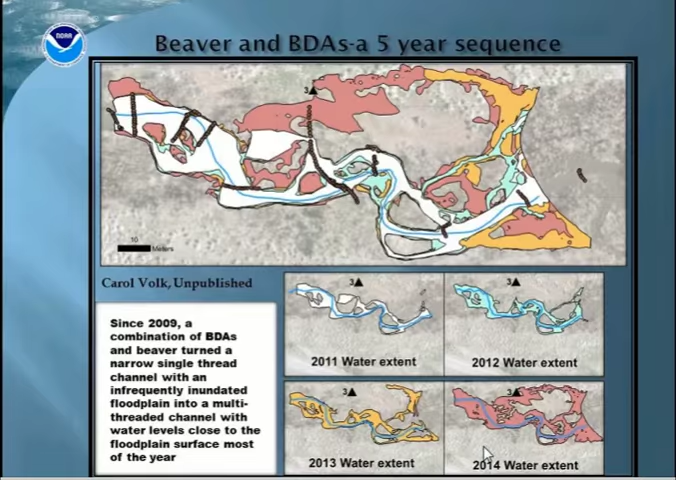 NOAA
Beaver and BDAs-a 5 year sequence
3
10
Meters
Carol Volk, Unpublished
Since 2009, a
combination of BDAs
and beaver turned a
narrow single thread
channel with an
infrequently inundated
floodplain into a multi-
threaded channel with
water levels close to the
floodplain surface most
of the year
3
2011 Water extent
3
2012 Water extent
3
2013 Water extent
3
2014 Water extent